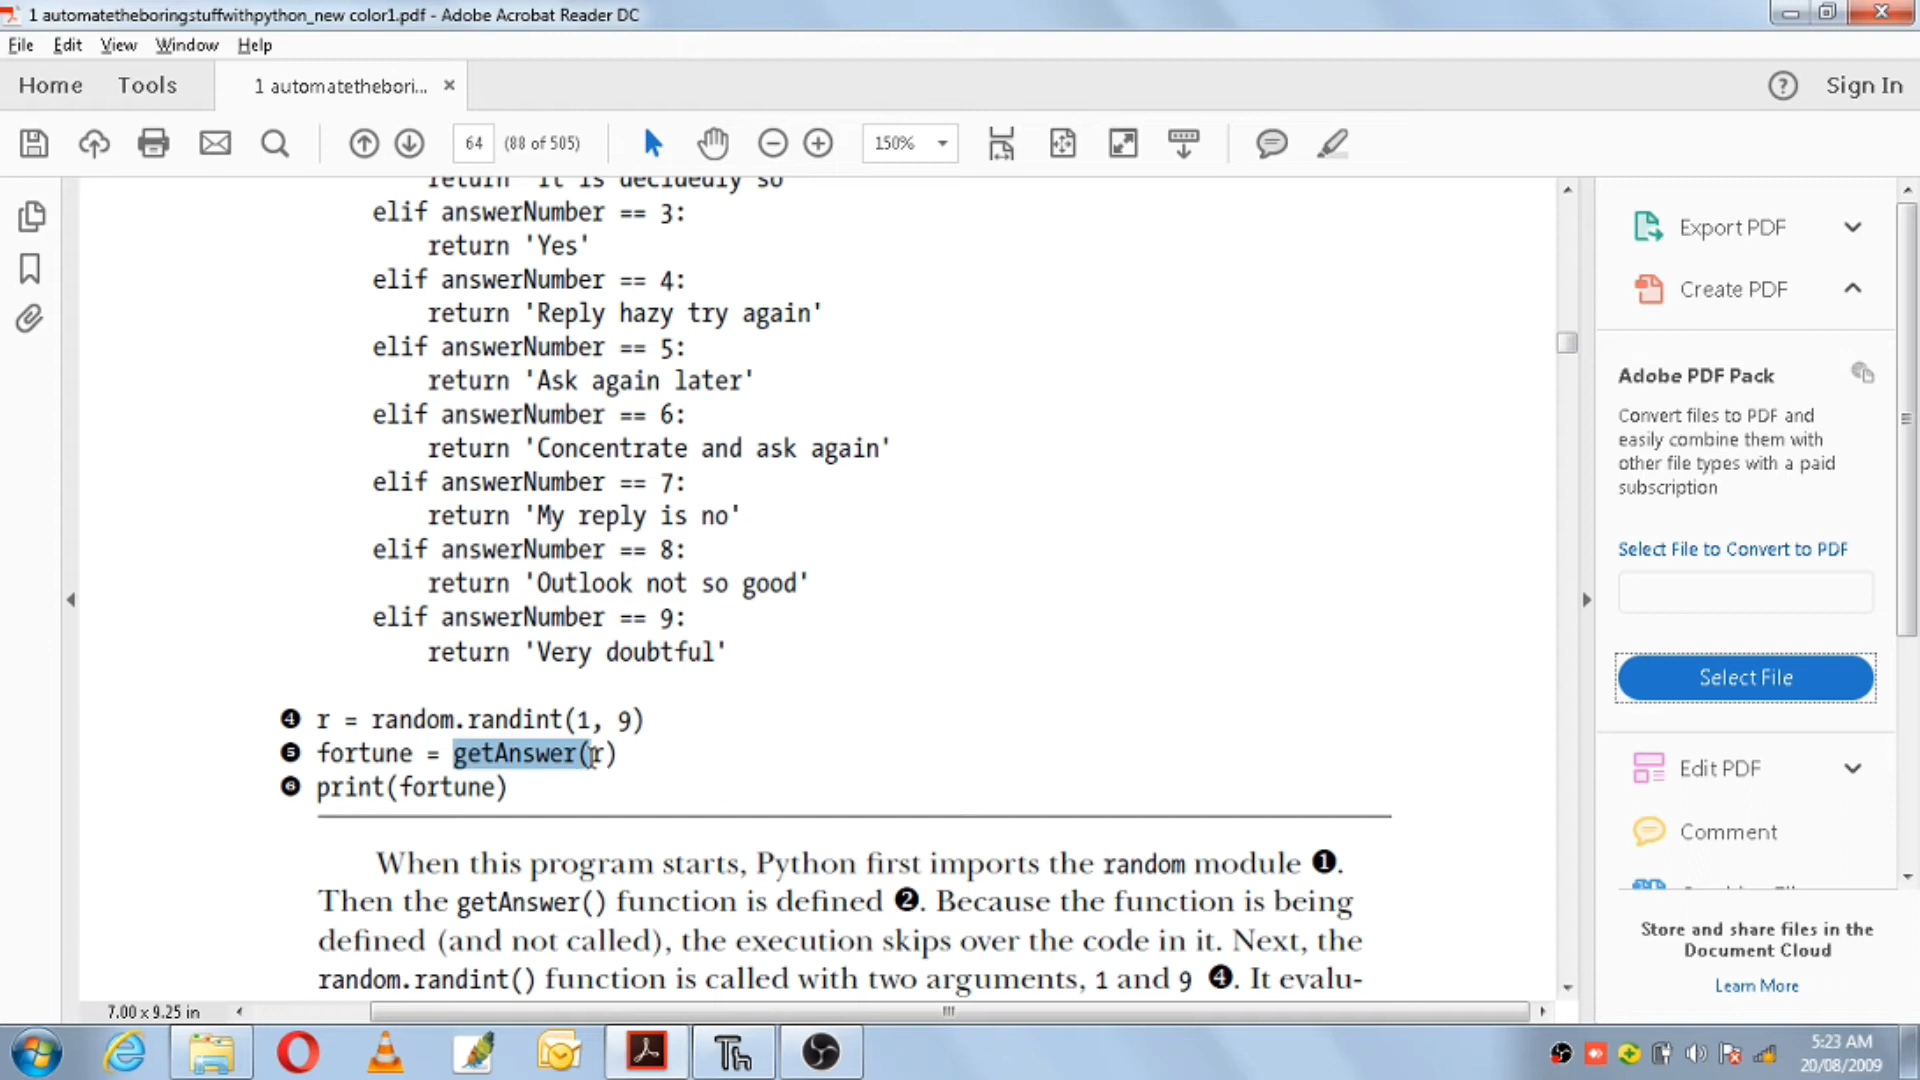 1 automatetheboringstuffwithpython_new color1.pdf - Adobe Acrobat Reader DC
File Edit View Window Help
Home Tools 1 automatethebori... × ? Sign In
64 (88 of 505) 150%
return 'It is decidedly so
elif answerNumber == 3:
return 'Yes'
elif answerNumber == 4:
return 'Reply hazy try again'
elif answerNumber == 5:
return 'Ask again later'
elif answerNumber == 6:
return 'Concentrate and ask again'
elif answerNumber == 7:
return 'My reply is no'
elif answerNumber == 8:
return 'Outlook not so good'
elif answerNumber == 9:
return 'Very doubtful'
❹ r = random.randint(1, 9)
❺ fortune = getAnswer(r)
❻ print(fortune)
When this program starts, Python first imports the random module ❶.
Then the getAnswer() function is defined ❷. Because the function is being
defined (and not called), the execution skips over the code in it. Next, the
random.randint() function is called with two arguments, 1 and 9 ❹. It evalu-
7.00 x 9.25 in
Export PDF
Create PDF
Adobe PDF Pack
Convert files to PDF and
easily combine them with
other file types with a paid
subscription
Select File to Convert to PDF
Select File
Edit PDF
Comment
Store and share files in the
Document Cloud
Learn More
Th
5:23 AM
20/08/2009